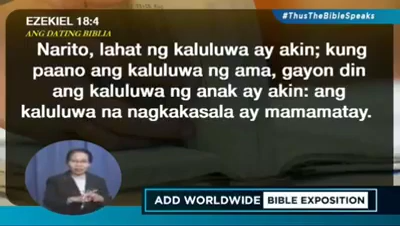 EZEKIEL 18:4
#ThusTheBibleSpeaks
ANG DATING BIBLIA
Narito, lahat ng kaluluwa ay akin; kung
paano ang kaluluwa ng ama, gayon din
ang kaluluwa ng anak ay akin: ang
kaluluwa na nagkakasala ay mamamatay.
ADD WORLDWIDE BIBLE EXPOSITION